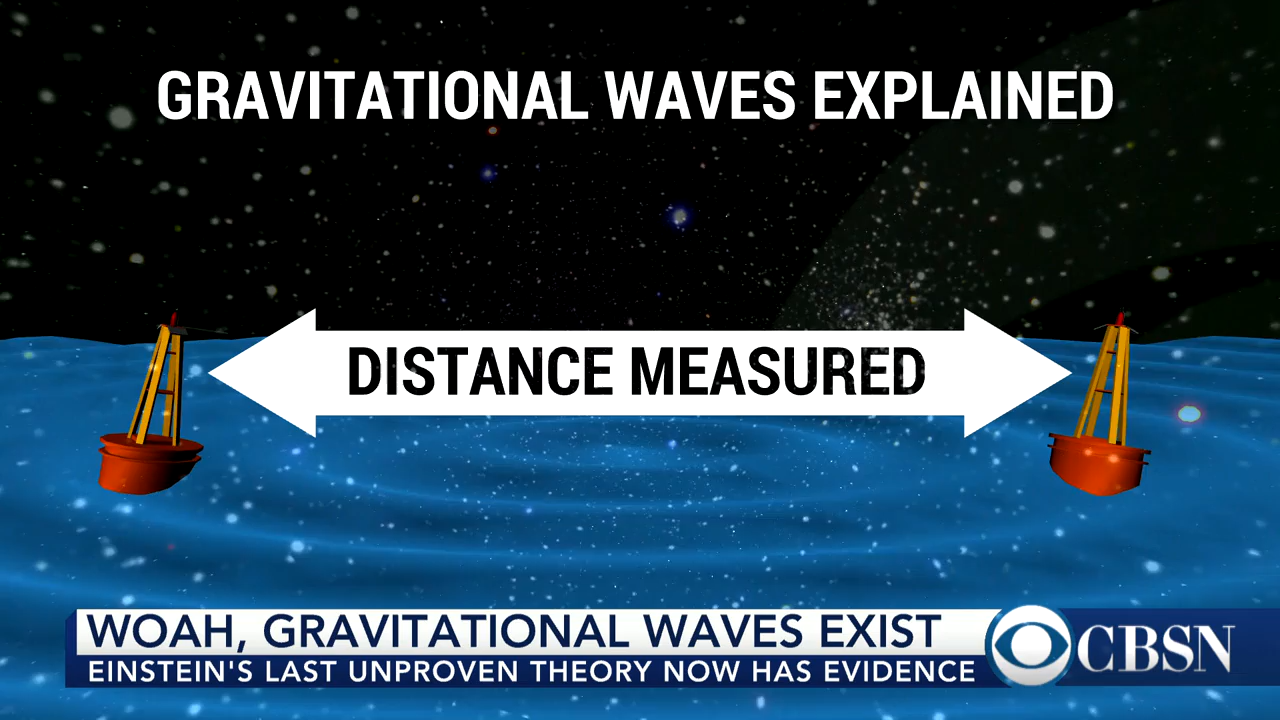 GRAVITATIONAL WAVES EXPLAINED
DISTANCE MEASURED
WOAH, GRAVITATIONAL WAVES EXIST
EINSTEIN'S LAST UNPROVEN THEORY NOW HAS EVIDENCE
CBSN